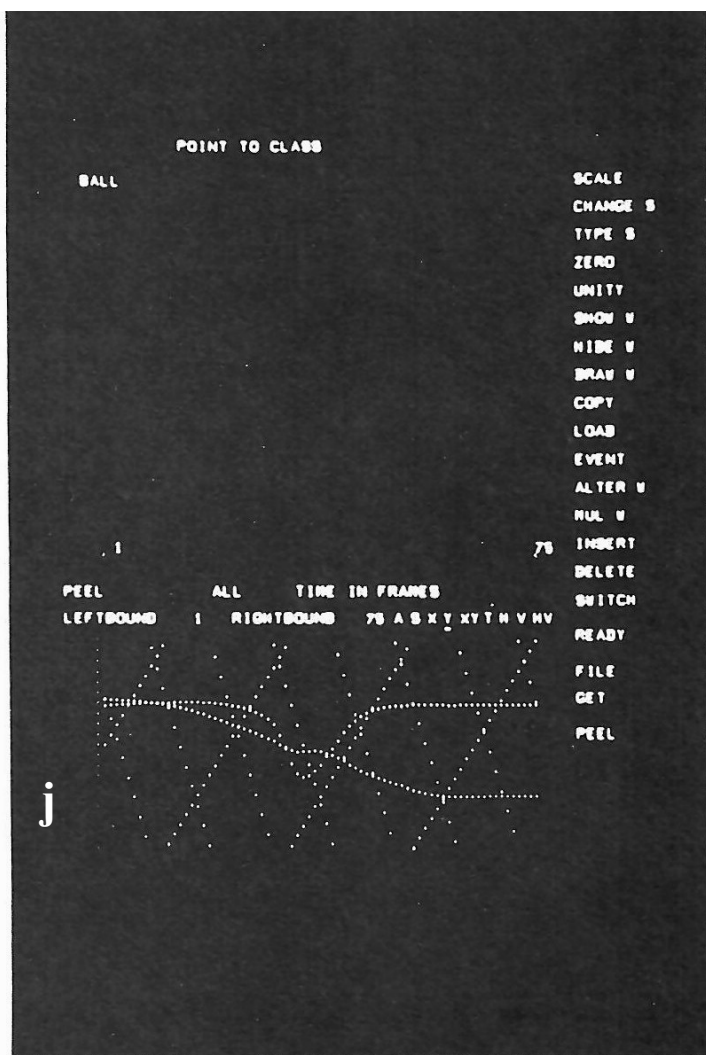 POINT TO CLASS
BALL
SCALE
CHANGE S
TYPE S
ZERO
UNITY
SHOW W
HIDE W
DRAW W
COPY
LOAD
EVENT
ALTER W
MUL W
1 75 INSERT
DELETE
PEEL ALL TIME IN FRAMES
SWITCH
LEFTBOUND 1 RIGHTBOUND 75 A S X Y XY T H V HV
READY
FILE
GET
PEEL
j